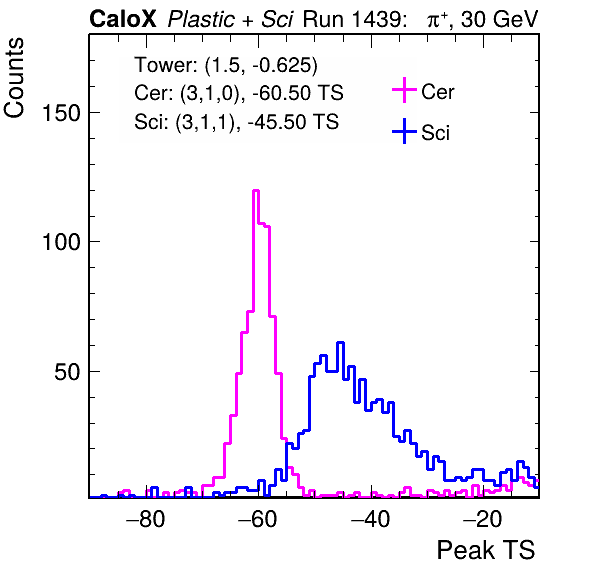 CaloX Plastic + Sci Run 1439: π⁺, 30 GeV
Counts
Tower: (1.5, -0.625)
Cer: (3,1,0), -60.50 TS
Sci: (3,1,1), -45.50 TS
Cer
Sci
150
100
50
−80 −60 −40 −20
Peak TS